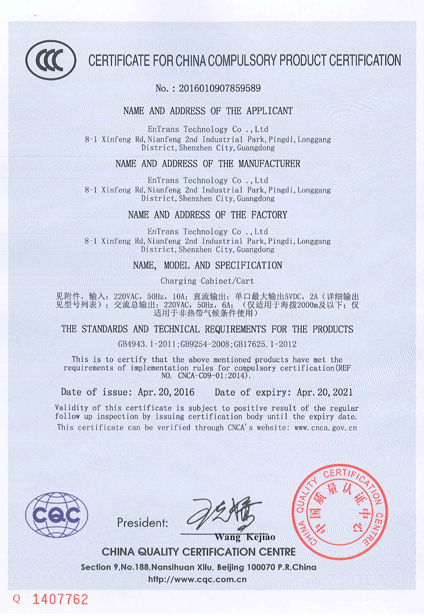 CCC
CERTIFICATE FOR CHINA COMPULSORY PRODUCT CERTIFICATION
No. : 2016010907859589
NAME AND ADDRESS OF THE APPLICANT
EnTrans Technology Co .,Ltd
8-1 Xinfeng Rd,Nianfeng 2nd Industrial Park,Pingdi,Longgang
District,Shenzhen City,Guangdong
NAME AND ADDRESS OF THE MANUFACTURER
EnTrans Technology Co .,Ltd
8-1 Xinfeng Rd,Nianfeng 2nd Industrial Park,Pingdi,Longgang
District,Shenzhen City,Guangdong
NAME AND ADDRESS OF THE FACTORY
EnTrans Technology Co .,Ltd
8-1 Xinfeng Rd,Nianfeng 2nd Industrial Park,Pingdi,Longgang
District,Shenzhen City,Guangdong
NAME, MODEL AND SPECIFICATION
Charging Cabinet/Cart
见附件，输入：220VAC，50Hz，10A；直流输出：单口最大输出5VDC，2A（详细输出
见型号列表）；交流总输出：220VAC，50Hz，6A；（仅适用于海拨2000m及以下；仅
适用于非热带气候条件使用）
THE STANDARDS AND TECHNICAL REQUIREMENTS FOR THE PRODUCTS
GB4943.1-2011;GB9254-2008;GB17625.1-2012
This is to certify that the above mentioned products have met the
requirements of implementation rules for compulsory certification(REF
NO. CNCA-C09-01:2014).
Date of issue: Apr.20,2016 Date of expiry: Apr.20,2021
Validity of this certificate is subject to positive result of the regular
follow up inspection by issuing certification body until the expiry date.
This certificate can be verified through CNCA's website: www.cnca.gov.cn
CQC
President:
Wang Kejiao
CHINA QUALITY CERTIFICATION CENTRE
中国质量认证中心
CHINA QUALITY CERTIFICATION CENTRE
Section 9,No.188,Nansihuan Xilu, Beijing 100070 P.R.China
http://www.cqc.com.cn
Q 1407762